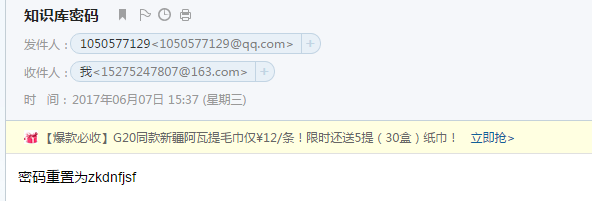 知识库密码
发件人：1050577129<1050577129@qq.com>
收件人：我<15275247807@163.com>
时　间：2017年06月07日 15:37 (星期三)
【爆款必收】G20同款新疆阿瓦提毛巾仅¥12/条！限时还送5提（30盒）纸巾！ 立即抢>
密码重置为zkdnfjsf